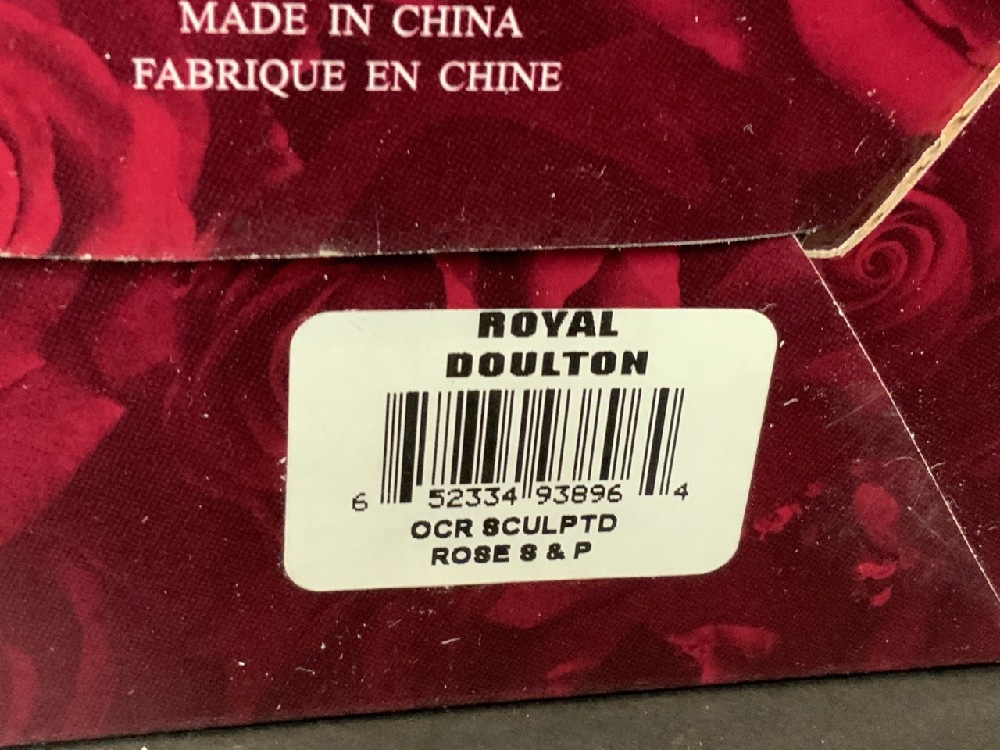 MADE IN CHINA
FABRIQUE EN CHINE
ROYAL
DOULTON
6 52334 93896 4
OCR SCULPTD
ROSE S & P